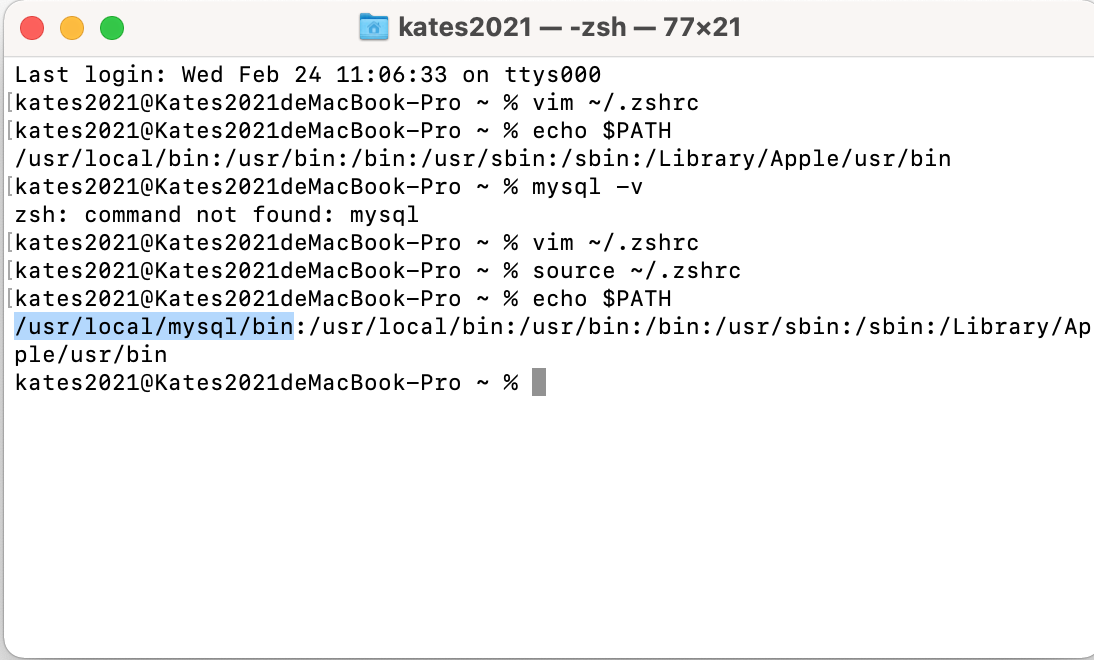 kates2021 — -zsh — 77×21
Last login: Wed Feb 24 11:06:33 on ttys000
[kates2021@Kates2021deMacBook-Pro ~ % vim ~/.zshrc
[kates2021@Kates2021deMacBook-Pro ~ % echo $PATH
/usr/local/bin:/usr/bin:/bin:/usr/sbin:/sbin:/Library/Apple/usr/bin
[kates2021@Kates2021deMacBook-Pro ~ % mysql -v
zsh: command not found: mysql
[kates2021@Kates2021deMacBook-Pro ~ % vim ~/.zshrc
[kates2021@Kates2021deMacBook-Pro ~ % source ~/.zshrc
[kates2021@Kates2021deMacBook-Pro ~ % echo $PATH
/usr/local/mysql/bin:/usr/local/bin:/usr/bin:/bin:/usr/sbin:/sbin:/Library/Ap
ple/usr/bin
kates2021@Kates2021deMacBook-Pro ~ %